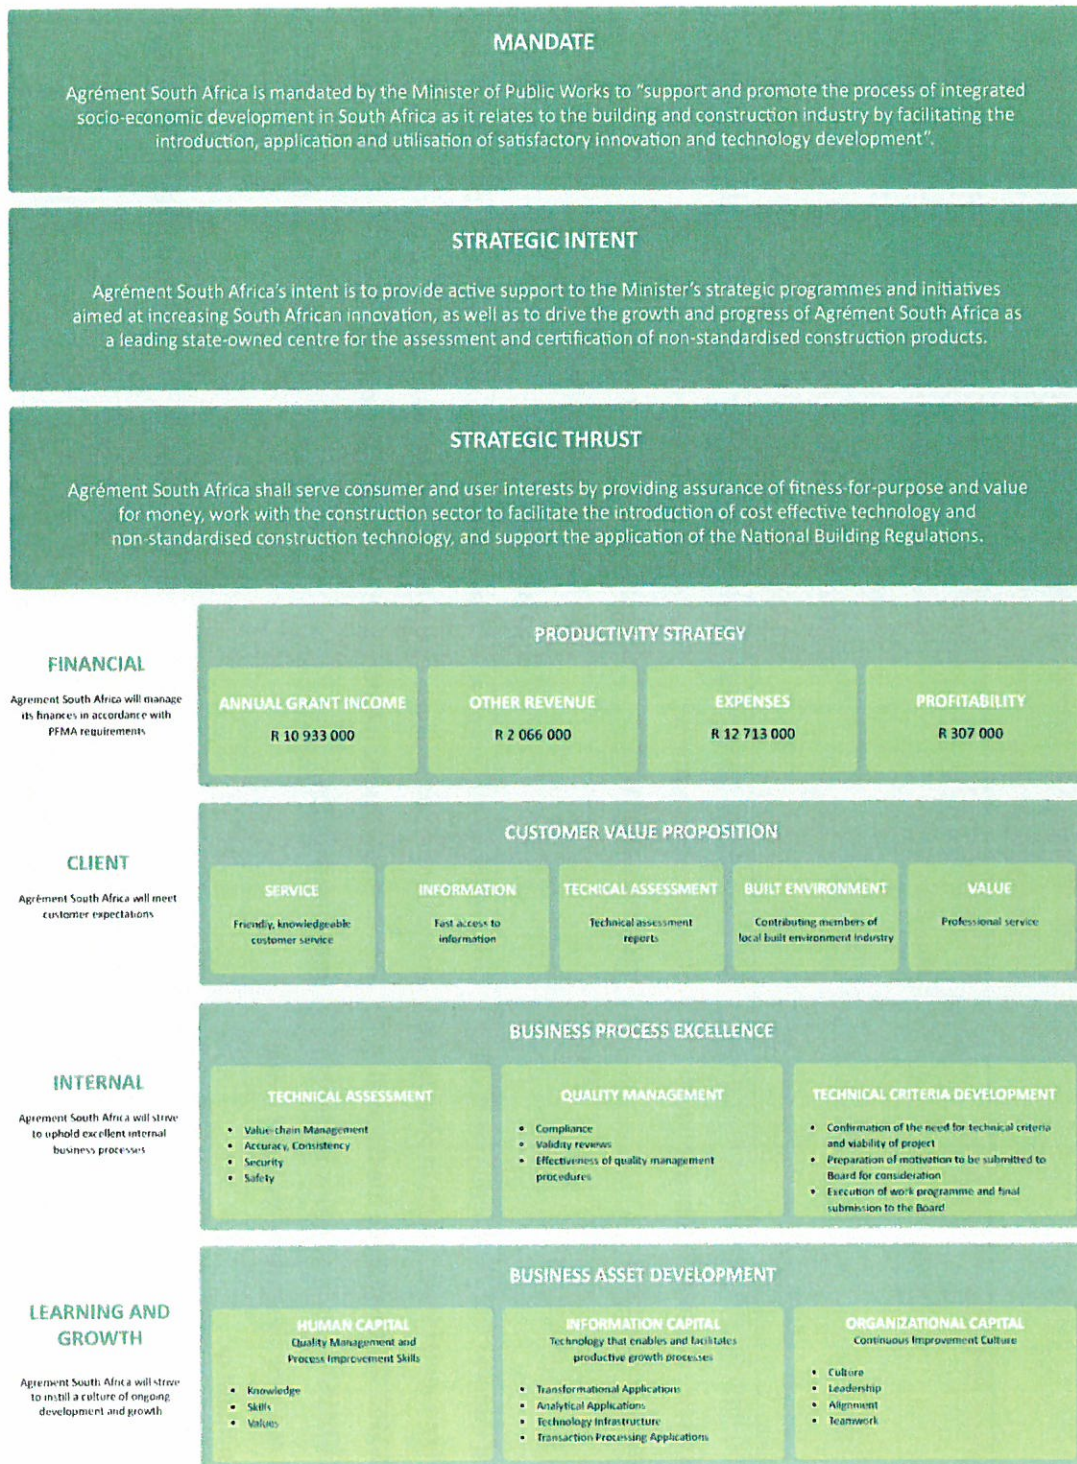 MANDATE
Agrément South Africa is mandated by the Minister of Public Works to "support and promote the process of integrated
socio-economic development in South Africa as it relates to the building and construction industry by facilitating the
introduction, application and utilisation of satisfactory innovation and technology development".
STRATEGIC INTENT
Agrément South Africa's intent is to provide active support to the Minister's strategic programmes and initiatives
aimed at increasing South African innovation, as well as to drive the growth and progress of Agrément South Africa as
a leading state-owned centre for the assessment and certification of non-standardised construction products.
STRATEGIC THRUST
Agrément South Africa shall serve consumer and user interests by providing assurance of fitness-for-purpose and value
for money, work with the construction sector to facilitate the introduction of cost effective technology and
non-standardised construction technology, and support the application of the National Building Regulations.
FINANCIAL
Agrement South Africa will manage
its finances in accordance with
PFMA requirements
PRODUCTIVITY STRATEGY
ANNUAL GRANT INCOME
R 10 933 000
OTHER REVENUE
R 2 066 000
EXPENSES
R 12 713 000
PROFITABILITY
R 307 000
CLIENT
Agrément South Africa will meet
customer expectations
CUSTOMER VALUE PROPOSITION
SERVICE
Friendly, knowledgeable
customer service
INFORMATION
Fast access to
information
TECHICAL ASSESSMENT
Technical assessment
reports
BUILT ENVIRONMENT
Contributing members of
local built environment industry
VALUE
Professional service
INTERNAL
Agrement South Africa will strive
to uphold excellent internal
business processes
BUSINESS PROCESS EXCELLENCE
TECHNICAL ASSESSMENT
• Value-chain Management
• Accuracy, Consistency
• Security
• Safety
QUALITY MANAGEMENT
• Compliance
• Validity reviews
• Effectiveness of quality management
procedures
TECHNICAL CRITERIA DEVELOPMENT
• Confirmation of the need for technical criteria
and viability of project
• Preparation of motivation to be submitted to
Board for consideration
• Execution of work programme and final
submission to the Board
LEARNING AND
GROWTH
Agrement South Africa will strive
to instill a culture of ongoing
development and growth
BUSINESS ASSET DEVELOPMENT
HUMAN CAPITAL
Quality Management and
Process Improvement Skills
• Knowledge
• Skills
• Values
INFORMATION CAPITAL
Technology that enables and facilitates
productive growth processes
• Transformational Applications
• Analytical Applications
• Technology Infrastructure
• Transaction Processing Applications
ORGANIZATIONAL CAPITAL
Continuous Improvement Culture
• Culture
• Leadership
• Alignment
• Teamwork